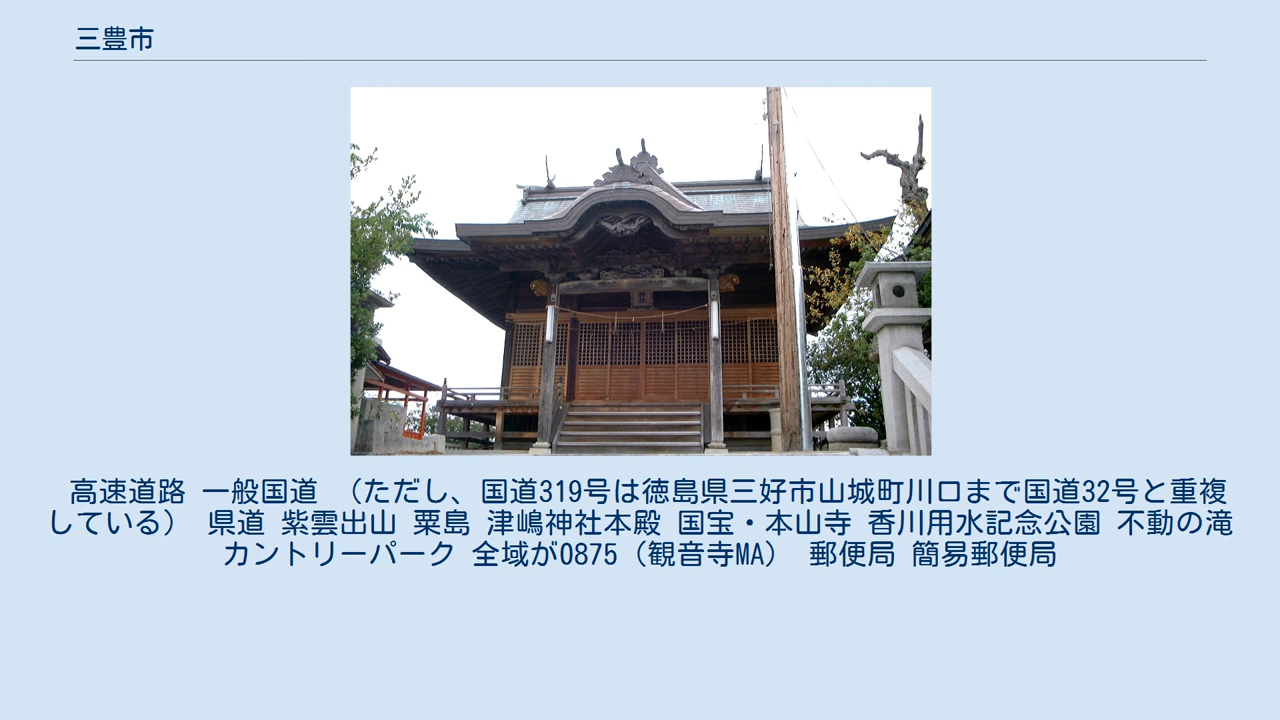 三豊市
高速道路 一般国道 （ただし、国道319号は徳島県三好市山城町川口まで国道32号と重複
している） 県道 紫雲出山 粟島 津嶋神社本殿 国宝・本山寺 香川用水記念公園 不動の滝
カントリーパーク 全域が0875（観音寺MA） 郵便局 簡易郵便局